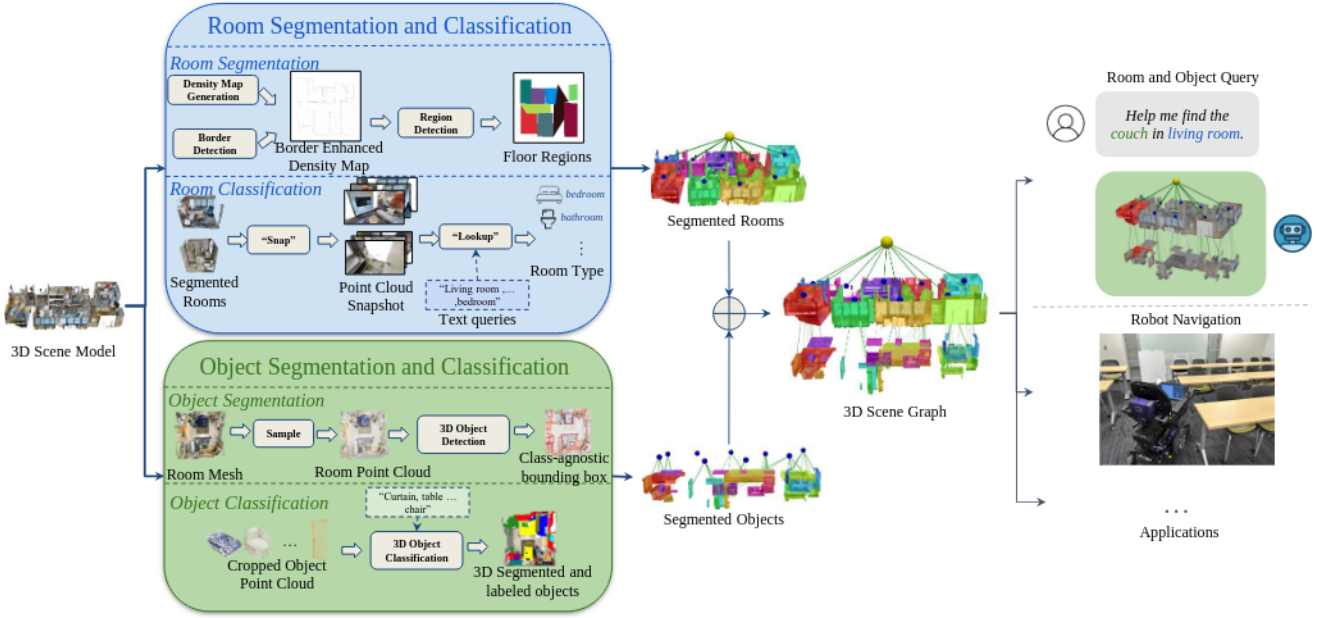 Room Segmentation and Classification
Room Segmentation
Density Map
Generation
Border
Detection
Border Enhanced
Density Map
Region
Detection
Floor Regions
Room Classification
Segmented
Rooms
“Snap”
Point Cloud
Snapshot
“Lookup”
“Living room ,…
,bedroom”
Text queries
bedroom
bathroom
⋮
Room Type
3D Scene Model
Object Segmentation and Classification
Object Segmentation
Room Mesh
Sample
Room Point Cloud
3D Object
Detection
Class-agnostic
bounding box
Object Classification
“Curtain, table …
chair”
...
Cropped Object
Point Cloud
3D Object
Classification
3D Segmented and
labeled objects
Segmented Rooms
Segmented Objects
3D Scene Graph
Room and Object Query
Help me find the
couch in living room.
Robot Navigation
...
Applications